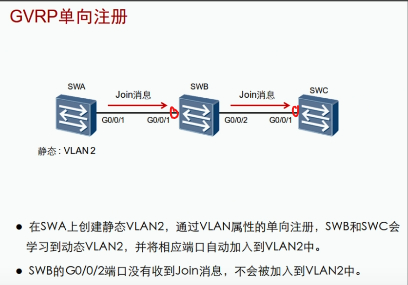 GVRP单向注册
SWA
SWB
SWC
Join消息
Join消息
G0/0/1
G0/0/1
G0/0/2
G0/0/1
静态：VLAN 2
● 在SWA上创建静态VLAN2，通过VLAN属性的单向注册，SWB和SWC会
学习到动态VLAN2，并将相应端口自动加入到VLAN2中。
● SWB的G0/0/2端口没有收到Join消息，不会被加入到VLAN2中。